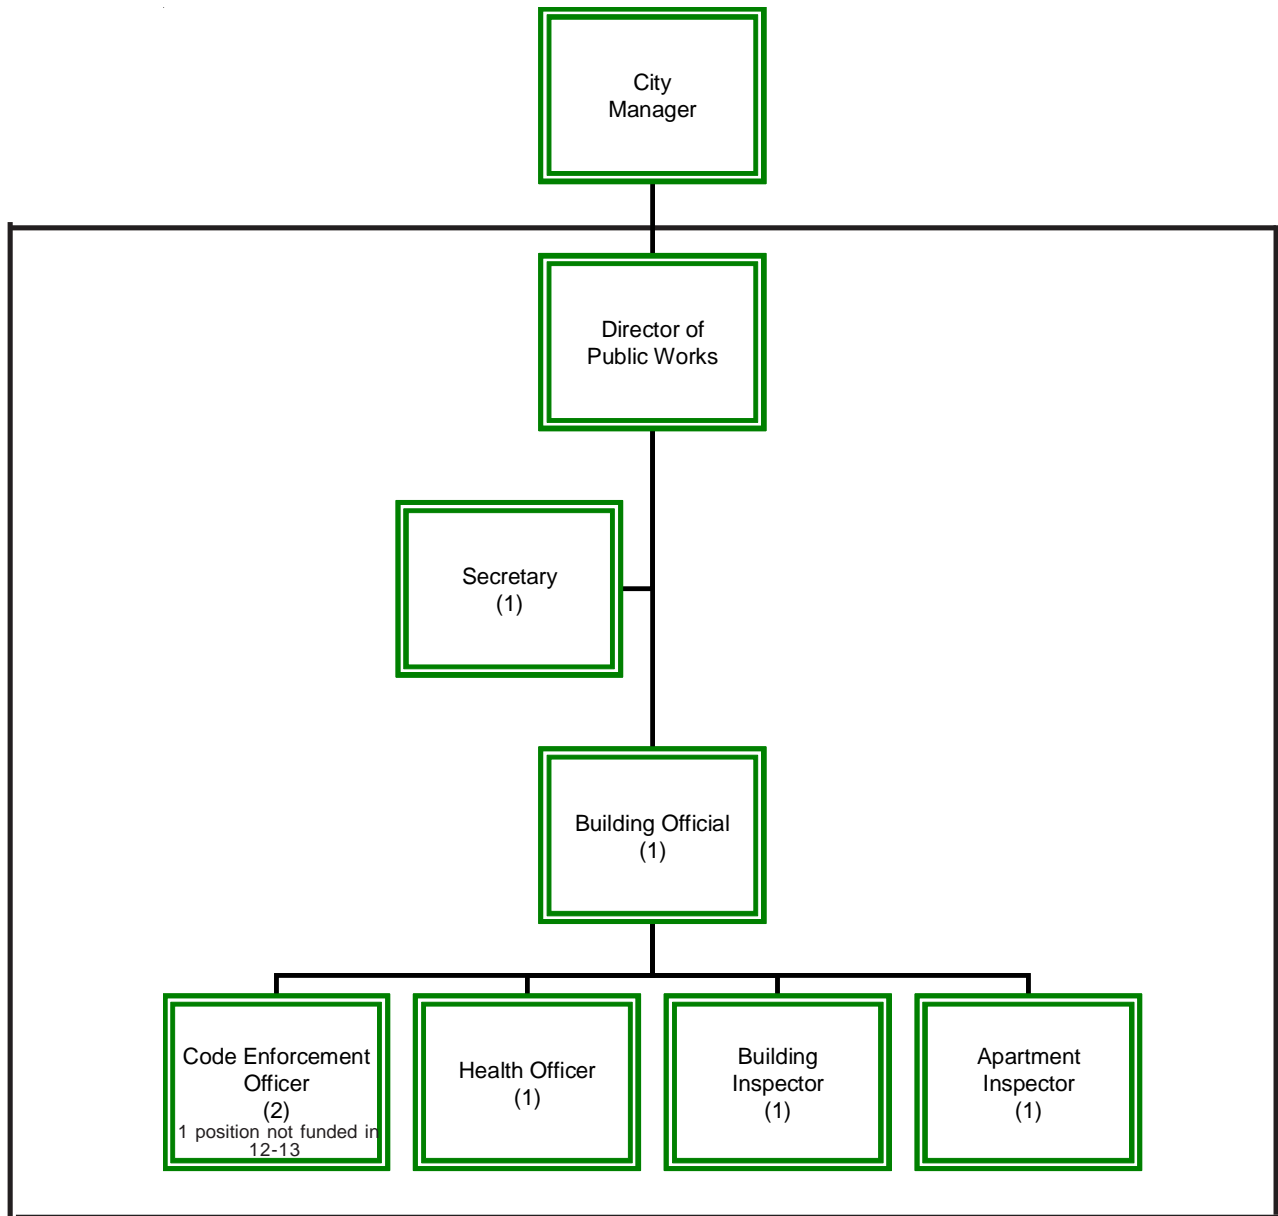 City
Manager
Director of
Public Works
Secretary
(1)
Building Official
(1)
Code Enforcement
Officer
(2)
1 position not funded in
12-13
Health Officer
(1)
Building
Inspector
(1)
Apartment
Inspector
(1)